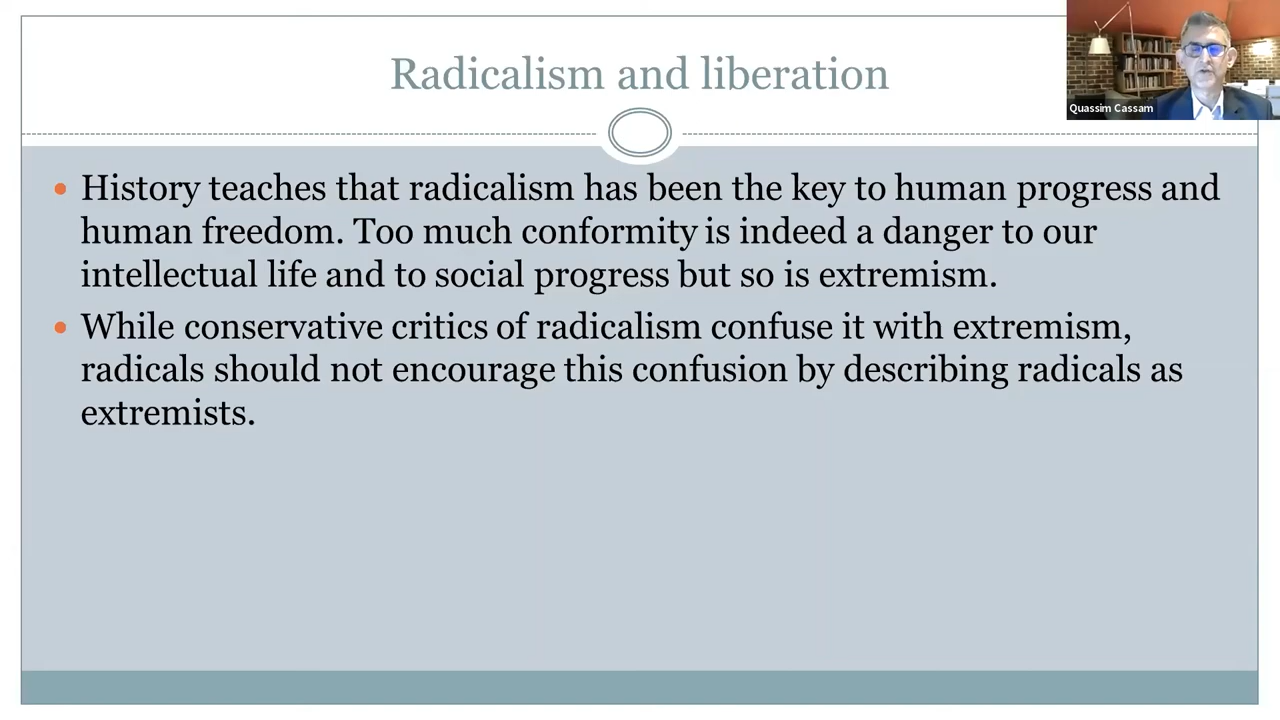 Radicalism and liberation
Quassim Cassam
• History teaches that radicalism has been the key to human progress and
human freedom. Too much conformity is indeed a danger to our
intellectual life and to social progress but so is extremism.
• While conservative critics of radicalism confuse it with extremism,
radicals should not encourage this confusion by describing radicals as
extremists.